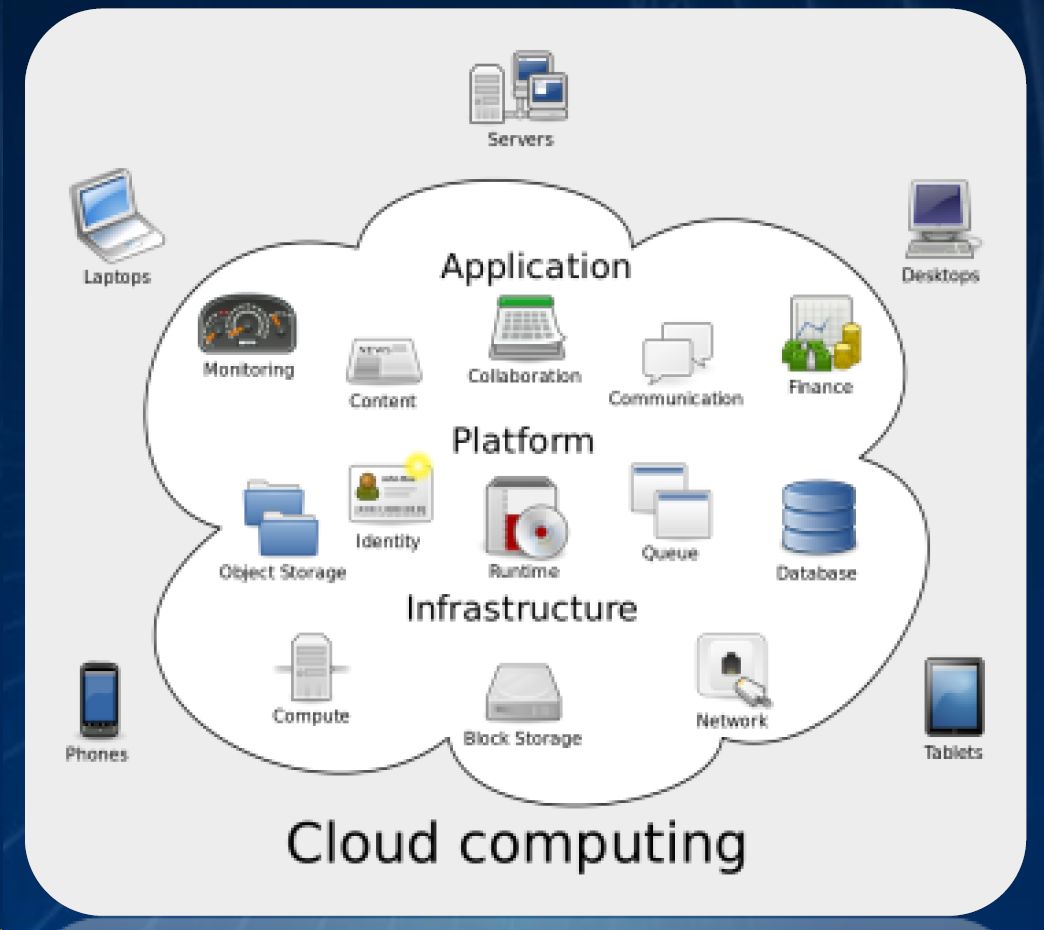 Servers
Laptops
Desktops
Application
Monitoring
Content
Collaboration
Communication
Finance
Platform
Object Storage
Identity
Runtime
Queue
Database
Infrastructure
Compute
Block Storage
Network
Phones
Tablets
Cloud computing
NEWS